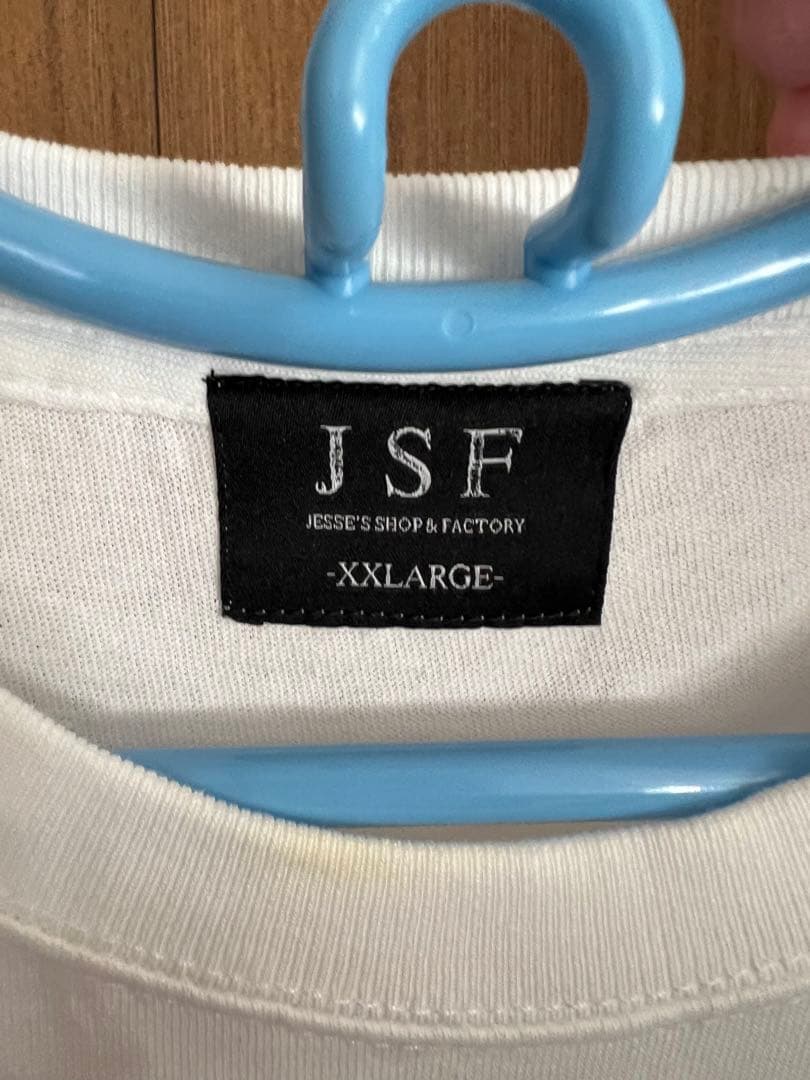 JSF
JESSE'S SHOP & FACTORY
-XXLARGE-